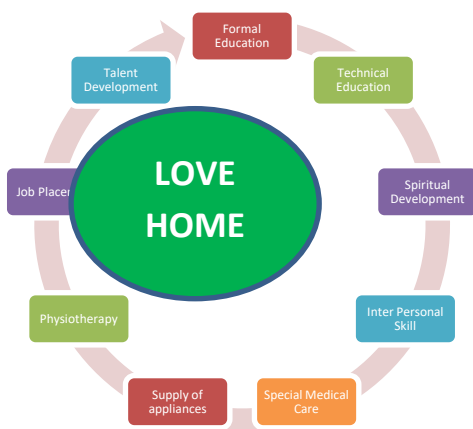 Formal
Education
Technical
Education
Spiritual
Development
Inter Personal
Skill
Special Medical
Care
Supply of
appliances
Physiotherapy
Job
Talent
Development
LOVE
HOME